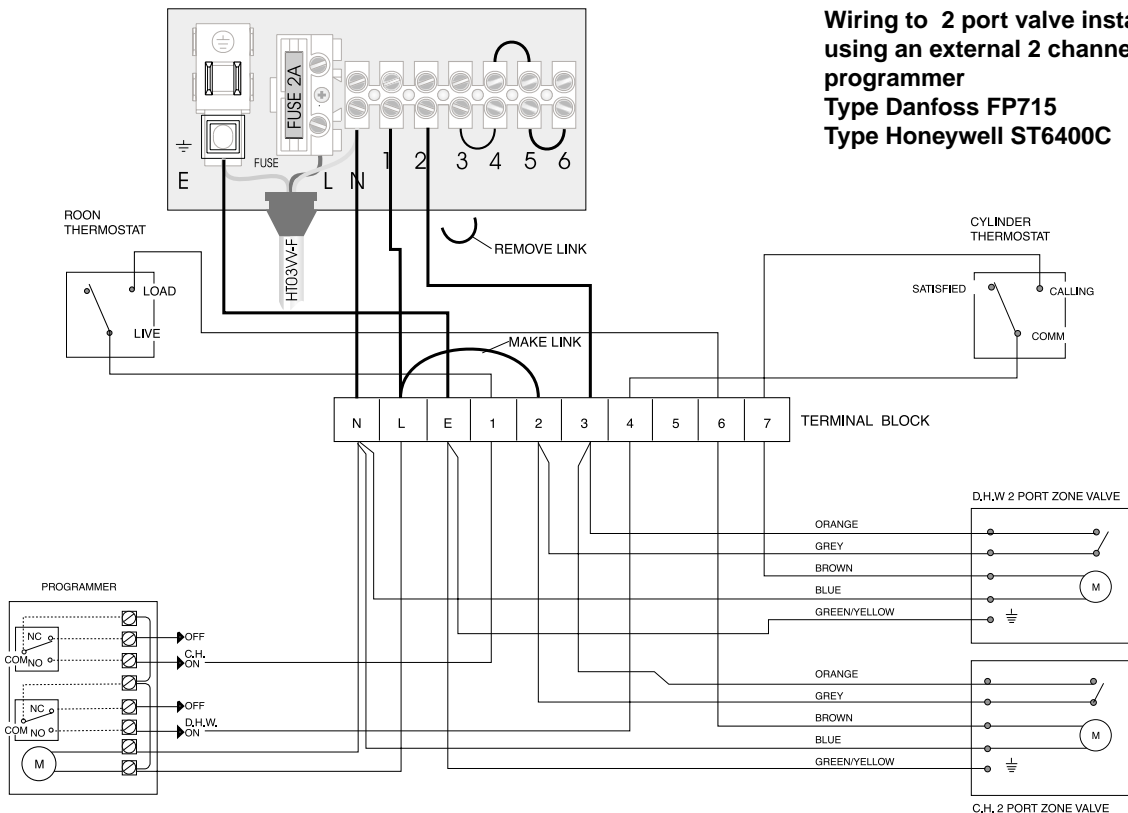 Wiring to 2 port valve insta
using an external 2 channe
programmer
Type Danfoss FP715
Type Honeywell ST6400C
FUSE 2A
E
FUSE
L
N
1
2
3
4
5
6
HT03VV-F
REMOVE LINK
ROON
THERMOSTAT
LOAD
LIVE
CYLINDER
THERMOSTAT
SATISFIED
CALLING
COMM
MAKE LINK
N L E 1 2 3 4 5 6 7
TERMINAL BLOCK
D.H.W 2 PORT ZONE VALVE
ORANGE
GREY
BROWN
BLUE
GREEN/YELLOW
M
PROGRAMMER
NC
COM
NO
OFF
C.H.
ON
NC
COM
NO
OFF
D.H.W.
ON
M
ORANGE
GREY
BROWN
BLUE
GREEN/YELLOW
M
C.H. 2 PORT ZONE VALVE